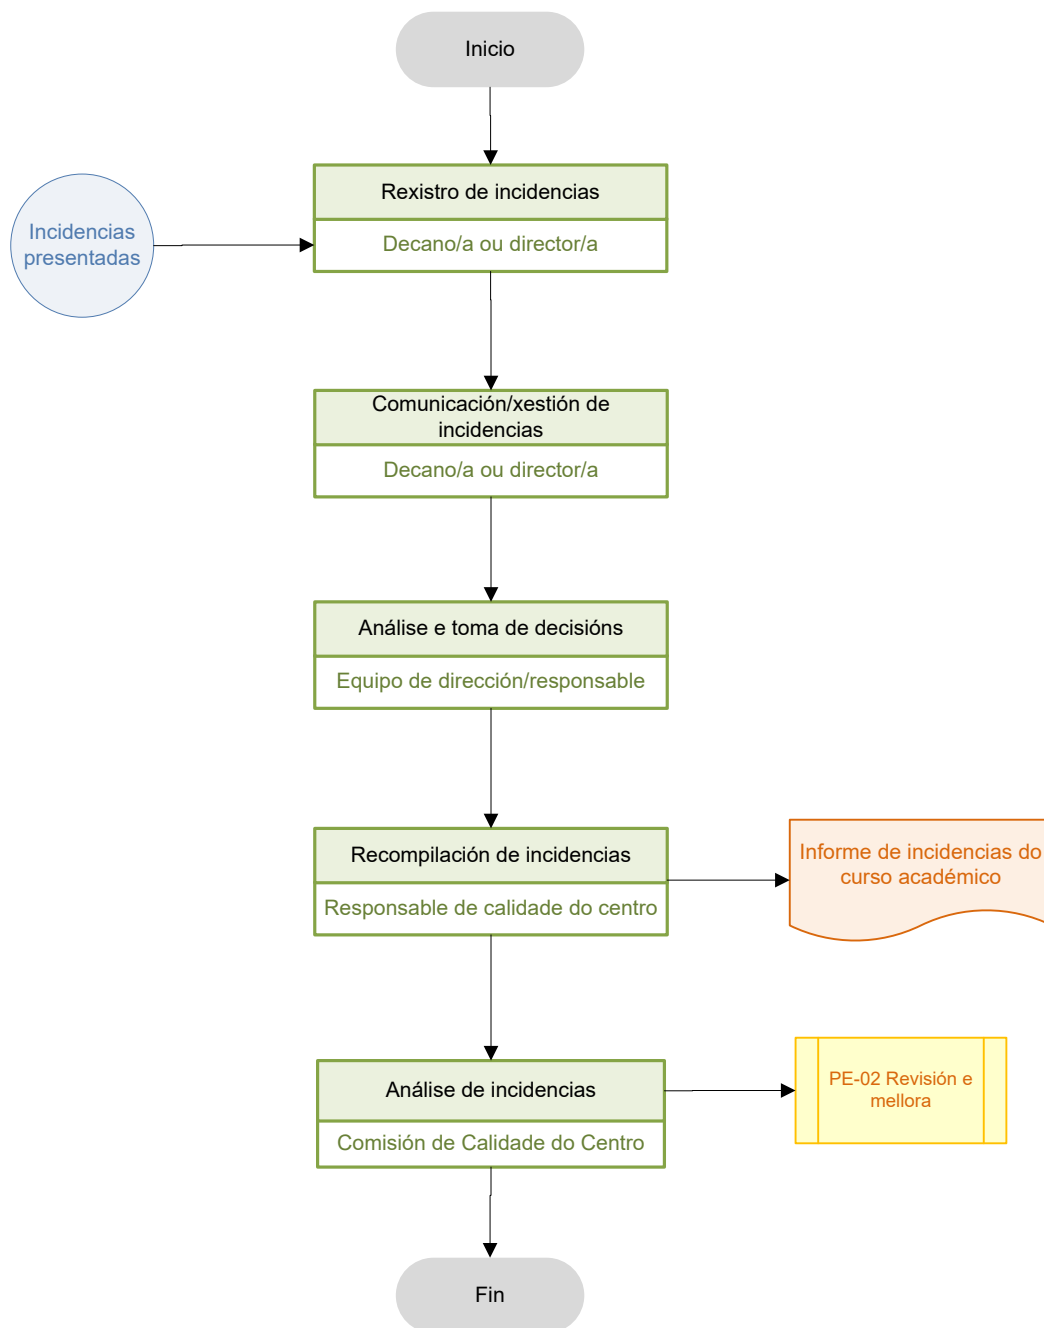 Inicio
Rexistro de incidencias
Decano/a ou director/a
Incidencias
presentadas
Comunicación/xestión de
incidencias
Decano/a ou director/a
Análise e toma de decisións
Equipo de dirección/responsable
Recompilación de incidencias
Responsable de calidade do centro
Informe de incidencias do
curso académico
Análise de incidencias
Comisión de Calidade do Centro
PE-02 Revisión e
mellora
Fin